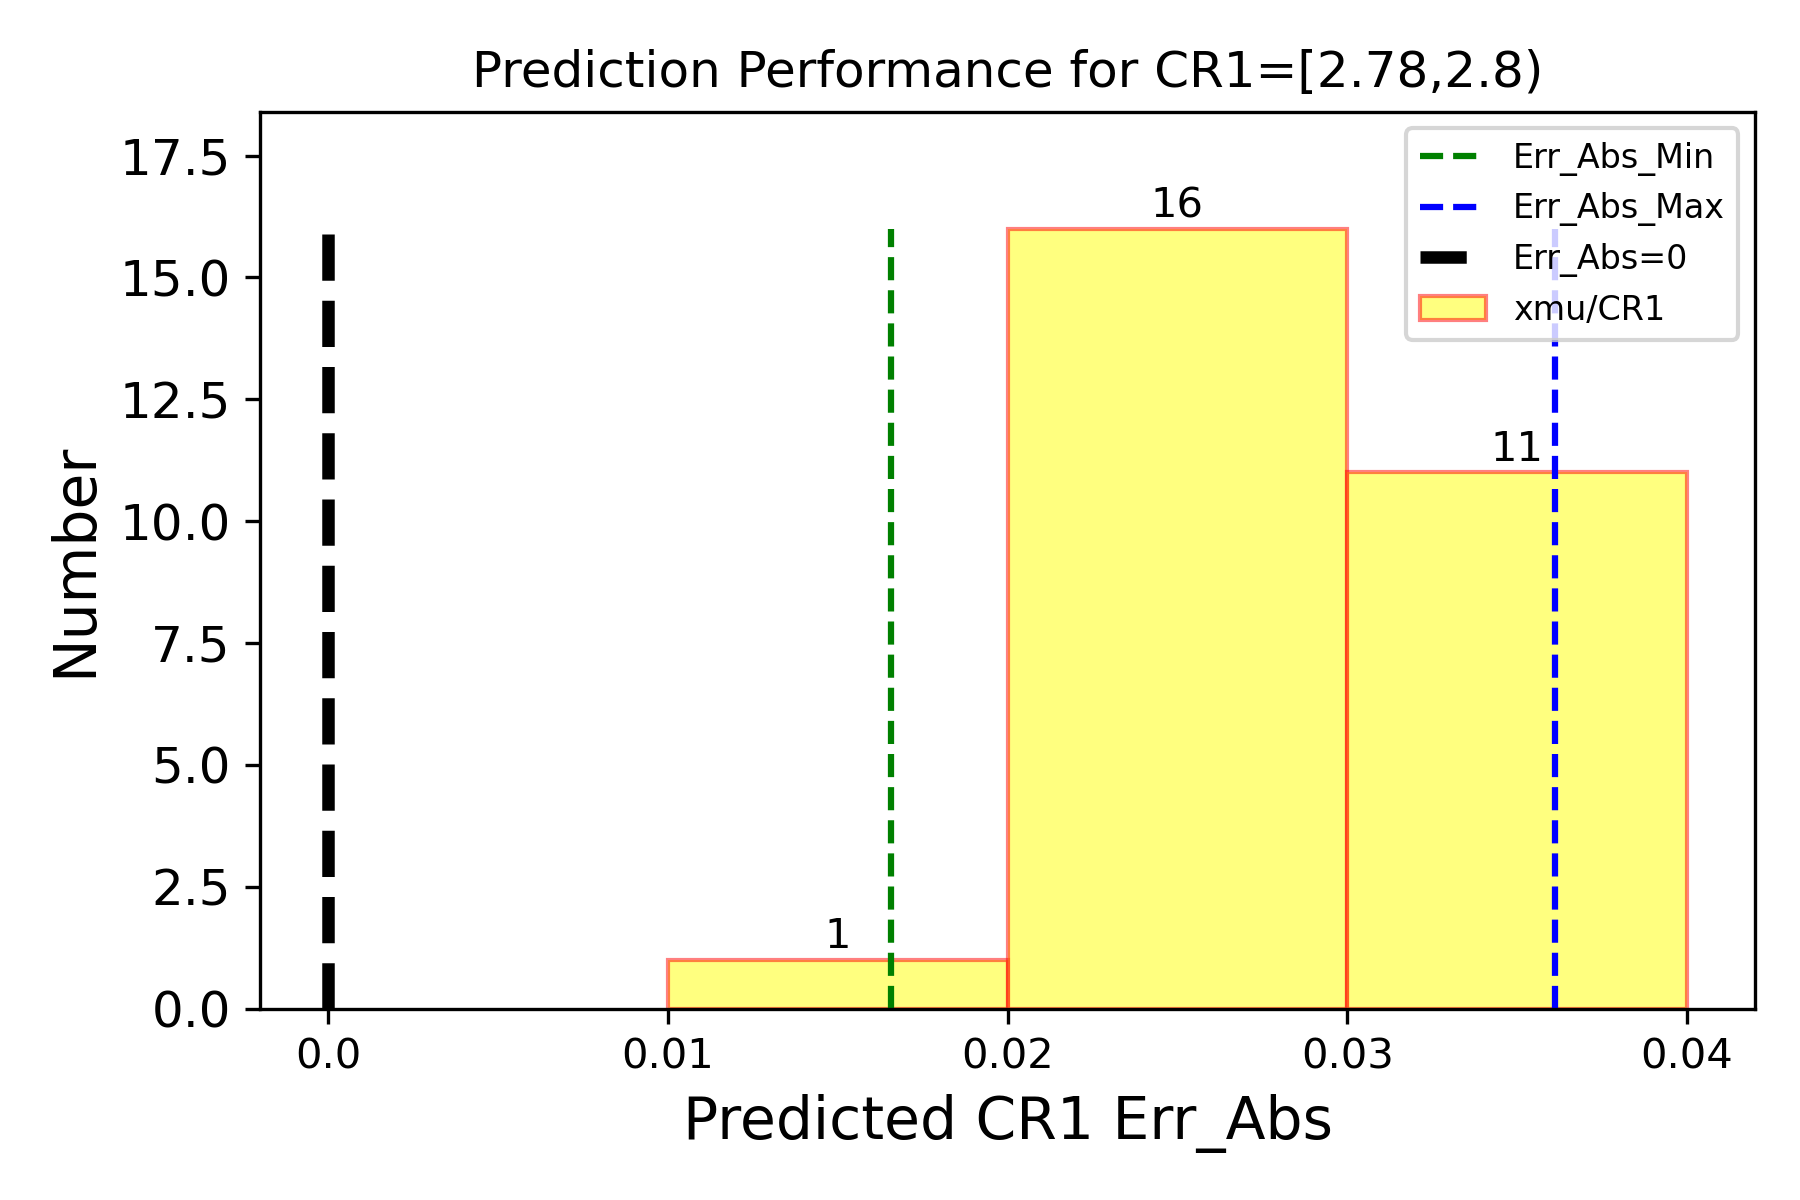 Prediction Performance for CR1=[2.78,2.8)
17.5
15.0
12.5
10.0
7.5
5.0
2.5
0.0
Number
16
11
1
Err_Abs_Min
Err_Abs_Max
Err_Abs=0
xmu/CR1
0.0 0.01 0.02 0.03 0.04
Predicted CR1 Err_Abs